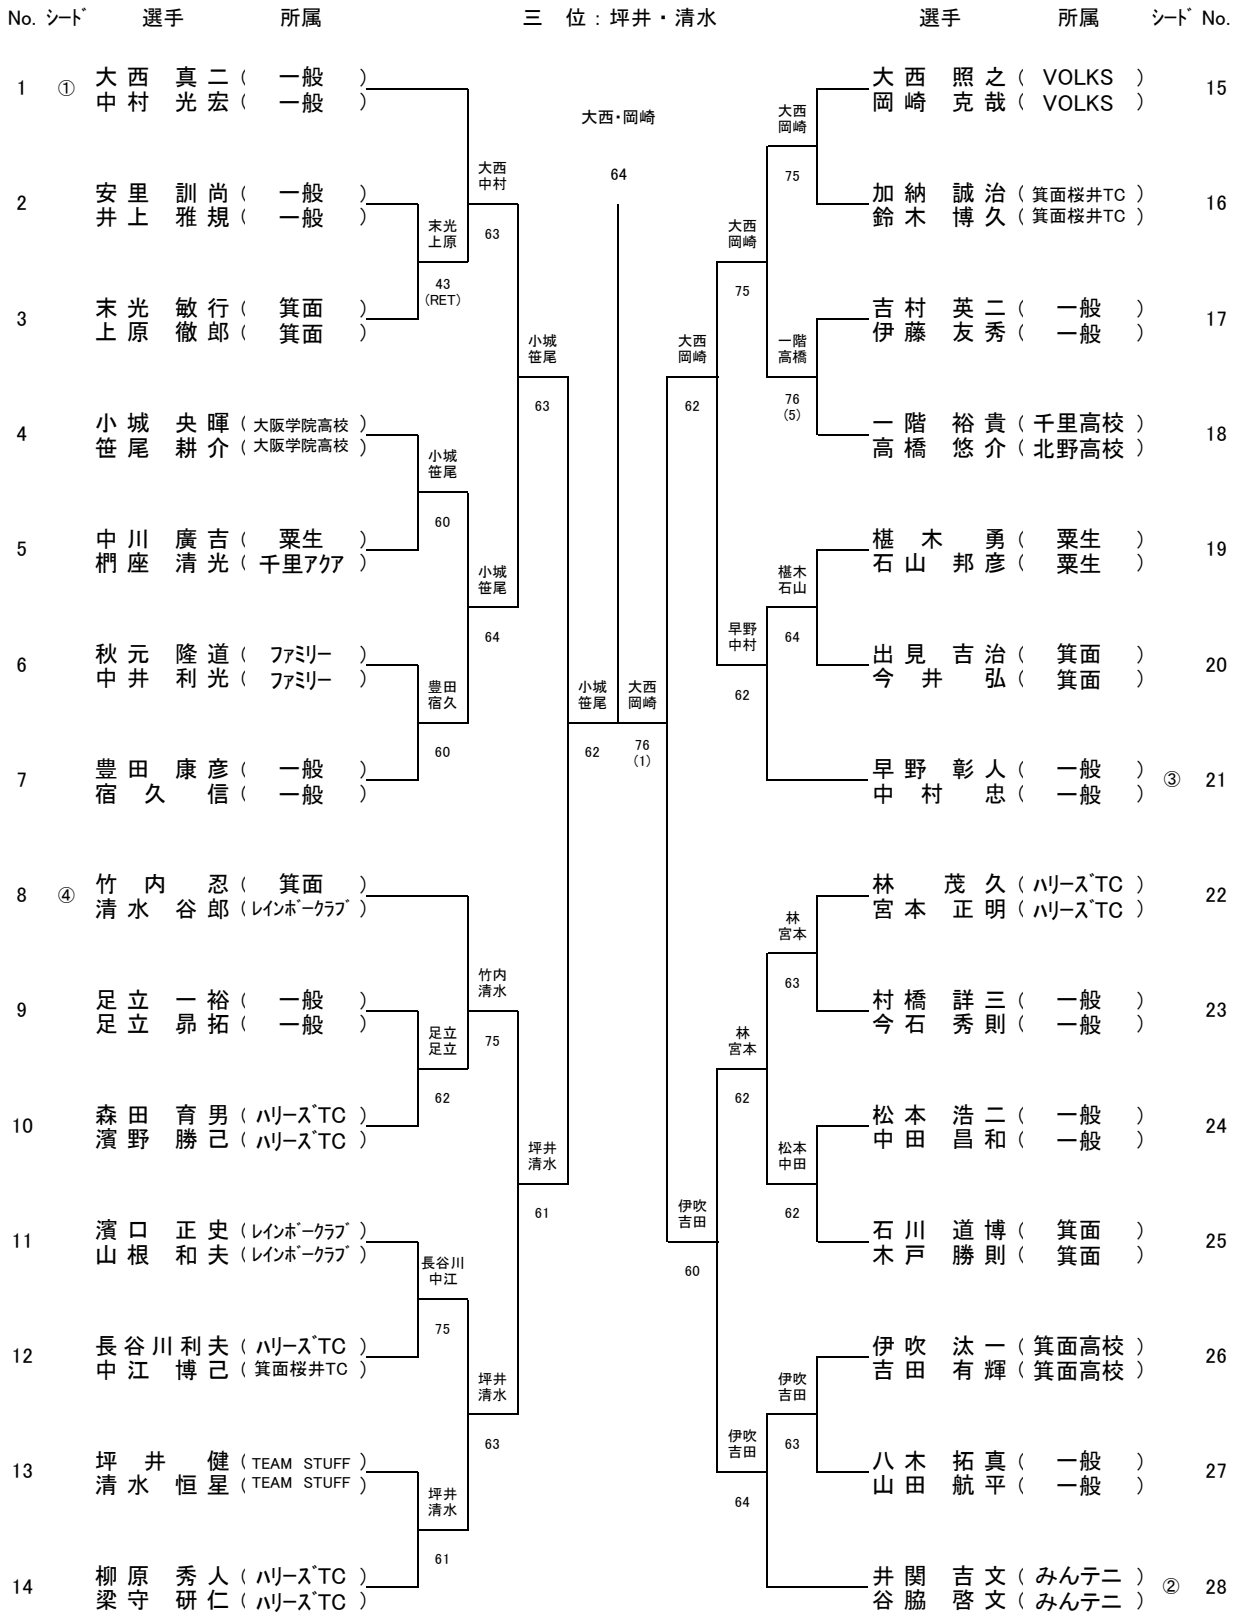 No. シード 選手 所属 三 位：坪井・清水 選手 所属 シード No.
1 ① 大西 真二 ( 一般 )
中村 光宏 ( 一般 )
2 安里 訓尚 ( 一般 )
井上 雅規 ( 一般 )
3 末光 敏行 ( 箕面 )
上原 徹郎 ( 箕面 )
4 小城 央暉 ( 大阪学院高校 )
笹尾 耕介 ( 大阪学院高校 )
5 中川 廣吉 ( 粟生 )
椚座 清光 ( 千里アクア )
6 秋元 隆道 ( ファミリー )
中井 利光 ( ファミリー )
7 豊田 康彦 ( 一般 )
宿久 信 ( 一般 )
8 ④ 竹内 忍 ( 箕面 )
清水 谷郎 ( レインボークラブ )
9 足立 一裕 ( 一般 )
足立 昴拓 ( 一般 )
10 森田 育男 ( ハリーズTC )
濱野 勝己 ( ハリーズTC )
11 濱口 正史 ( レインボークラブ )
山根 和夫 ( レインボークラブ )
12 長谷川利夫 ( ハリーズTC )
中江 博己 ( 箕面桜井TC )
13 坪井 健 ( TEAM STUFF )
清水 恒星 ( TEAM STUFF )
14 柳原 秀人 ( ハリーズTC )
梁守 研仁 ( ハリーズTC )
末光
上原
43
(RET)
小城
笹尾
60
豊田
宿久
60
足立
足立
62
長谷川
中江
75
坪井
清水
61
大西
中村
63
小城
笹尾
64
竹内
清水
75
坪井
清水
63
小城
笹尾
63
坪井
清水
61
小城
笹尾
62
大西・岡崎
64
大西
岡崎
76
(1)
大西
岡崎
62
伊吹
吉田
60
大西
岡崎
75
早野
中村
62
林
宮本
62
伊吹
吉田
64
大西
岡崎
75
一階
高橋
76
(5)
椹木
石山
64
林
宮本
63
松本
中田
62
伊吹
吉田
63
大西 照之 ( VOLKS ) 15
岡崎 克哉 ( VOLKS )
加納 誠治 ( 箕面桜井TC ) 16
鈴木 博久 ( 箕面桜井TC )
吉村 英二 ( 一般 ) 17
伊藤 友秀 ( 一般 )
一階 裕貴 ( 千里高校 ) 18
高橋 悠介 ( 北野高校 )
椹木 勇 ( 粟生 ) 19
石山 邦彦 ( 粟生 )
出見 吉治 ( 箕面 ) 20
今井 弘 ( 箕面 )
早野 彰人 ( 一般 ) ③ 21
中村 忠 ( 一般 )
林 茂久 ( ハリーズTC ) 22
宮本 正明 ( ハリーズTC )
村橋 詳三 ( 一般 ) 23
今石 秀則 ( 一般 )
松本 浩二 ( 一般 ) 24
中田 昌和 ( 一般 )
石川 道博 ( 箕面 ) 25
木戸 勝則 ( 箕面 )
伊吹 汰一 ( 箕面高校 ) 26
吉田 有輝 ( 箕面高校 )
八木 拓真 ( 一般 ) 27
山田 航平 ( 一般 )
井関 吉文 ( みんテニ ) ② 28
谷脇 啓文 ( みんテニ )